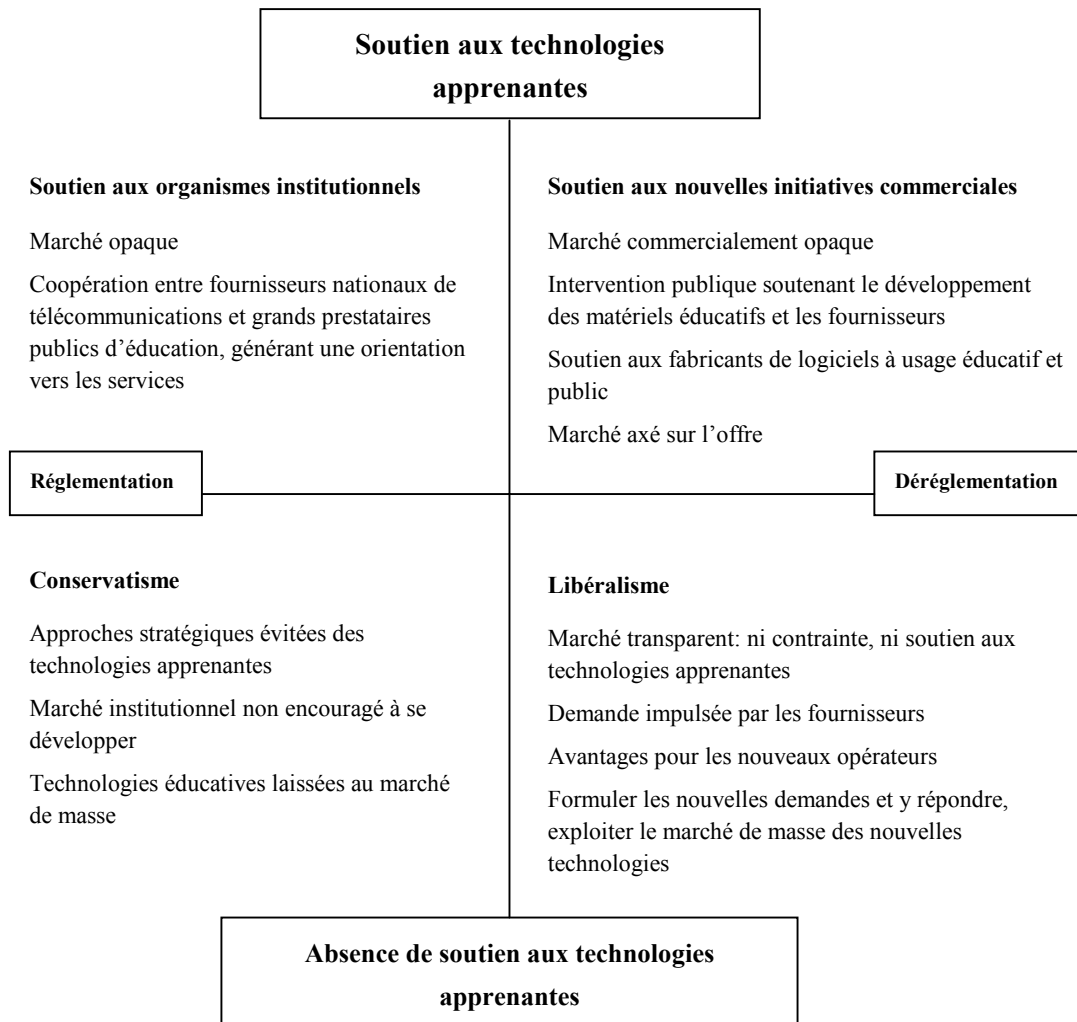 Soutien aux technologies
apprenantes
Soutien aux organismes institutionnels
Marché opaque
Coopération entre fournisseurs nationaux de
télécommunications et grands prestataires
publics d’éducation, générant une orientation
vers les services
Soutien aux nouvelles initiatives commerciales
Marché commercialement opaque
Intervention publique soutenant le développement
des matériels éducatifs et les fournisseurs
Soutien aux fabricants de logiciels à usage éducatif et
public
Marché axé sur l’offre
Réglementation
Déréglementation
Conservatisme
Approches stratégiques évitées des
technologies apprenantes
Marché institutionnel non encouragé à se
développer
Technologies éducatives laissées au marché
de masse
Libéralisme
Marché transparent: ni contrainte, ni soutien aux
technologies apprenantes
Demande impulsée par les fournisseurs
Avantages pour les nouveaux opérateurs
Formuler les nouvelles demandes et y répondre,
exploiter le marché de masse des nouvelles
technologies
Absence de soutien aux technologies
apprenantes